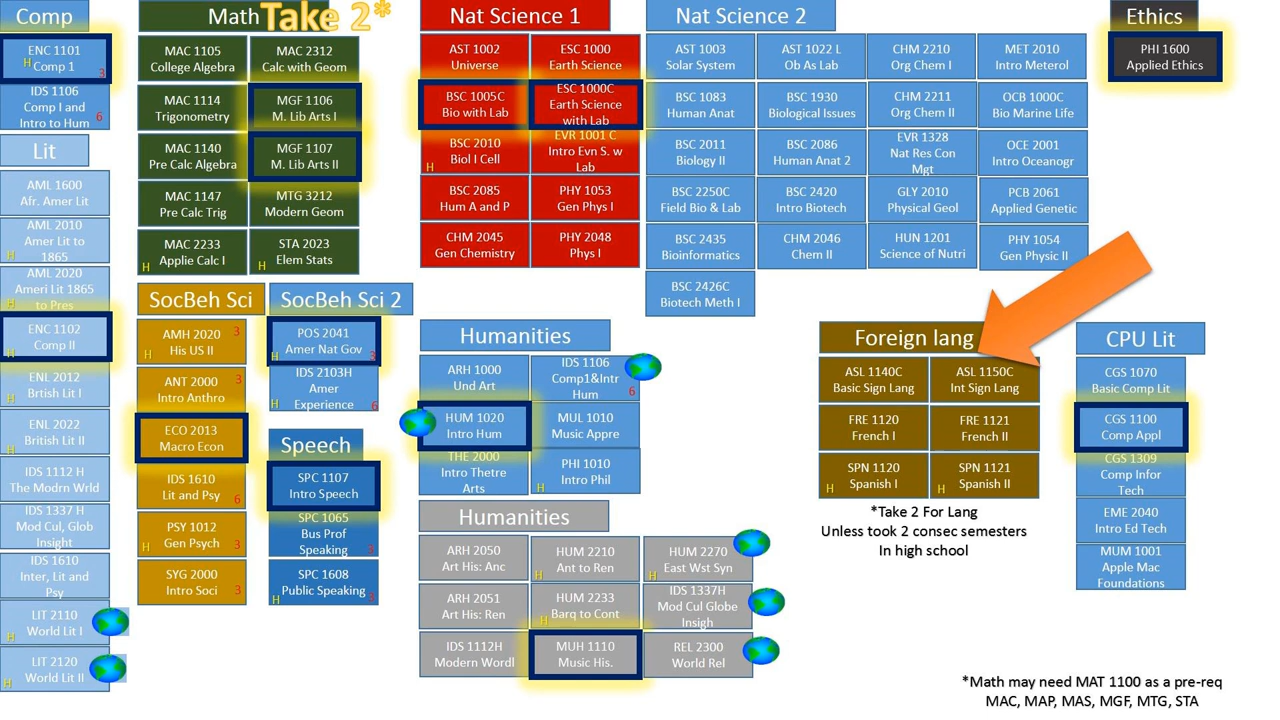 Comp
ENC 1101
H
Comp 1
3
IDS 1106
Comp I and
Intro to Hum
6
Lit
AML 1600
Afr. Amer Lit
AML 2010
Amer Lit to
1865
H
AML 2020
Ameri Lit 1865
to Pres
H
ENC 1102
Comp II
H
ENL 2012
Brtish Lit I
H
ENL 2022
British Lit II
H
IDS 1112 H
The Modrn Wrld
IDS 1337 H
Mod Cul, Glob
Insight
IDS 1610
Inter, Lit and
Psy
LIT 2110
World Lit I
H
LIT 2120
World Lit II
H
Math
Take 2*
MAC 1105
College Algebra
MAC 2312
Calc with Geom
MAC 1114
Trigonometry
MGF 1106
M. Lib Arts I
MAC 1140
Pre Calc Algebra
MGF 1107
M. Lib Arts II
MAC 1147
Pre Calc Trig
MTG 3212
Modern Geom
MAC 2233
Applie Calc I
H
STA 2023
Elem Stats
H
SocBeh Sci
AMH 2020
3
His US II
H
ANT 2000
3
Intro Anthro
ECO 2013
Macro Econ
IDS 1610
Lit and Psy
6
PSY 1012
Gen Psych
H
3
SYG 2000
Intro Soci
3
SocBeh Sci 2
POS 2041
Amer Nat Gov
H
3
IDS 2103H
Amer
Experience
H
6
Speech
SPC 1107
Intro Speech
SPC 1065
Bus Prof
Speaking
3
SPC 1608
Public Speaking
H
3
Nat Science 1
AST 1002
Universe
ESC 1000
Earth Science
BSC 1005C
Bio with Lab
ESC 1000C
Earth Science
with Lab
BSC 2010
Biol I Cell
H
EVR 1001 C
Intro Evn S. w
Lab
BSC 2085
Hum A and P
PHY 1053
Gen Phys I
CHM 2045
Gen Chemistry
PHY 2048
Phys I
Nat Science 2
AST 1003
Solar System
AST 1022 L
Ob As Lab
CHM 2210
Org Chem I
MET 2010
Intro Meterol
BSC 1083
Human Anat
BSC 1930
Biological Issues
CHM 2211
Org Chem II
OCB 1000C
Bio Marine Life
BSC 2011
Biology II
BSC 2086
Human Anat 2
EVR 1328
Nat Res Con
Mgt
OCE 2001
Intro Oceanogr
BSC 2250C
Field Bio & Lab
BSC 2420
Intro Biotech
GLY 2010
Physical Geol
PCB 2061
Applied Genetic
BSC 2435
Bioinformatics
CHM 2046
Chem II
HUN 1201
Science of Nutri
PHY 1054
Gen Physic II
BSC 2426C
Biotech Meth I
Ethics
PHI 1600
Applied Ethics
Humanities
ARH 1000
Und Art
IDS 1106
Comp1&Intr
Hum
6
HUM 1020
Intro Hum
MUL 1010
Music Appre
THE 2000
Intro Thetre
Arts
PHI 1010
Intro Phil
H
Humanities
ARH 2050
Art His: Anc
HUM 2210
Ant to Ren
H
HUM 2270
East Wst Syn
H
ARH 2051
Art His: Ren
HUM 2233
Barq to Cont
H
IDS 1337H
Mod Cul Globe
Insigh
IDS 1112H
Modern Wordl
MUH 1110
Music His.
REL 2300
World Rel
Foreign lang
ASL 1140C
Basic Sign Lang
ASL 1150C
Int Sign Lang
FRE 1120
French I
FRE 1121
French II
SPN 1120
Spanish I
H
SPN 1121
Spanish II
H
*Take 2 For Lang
Unless took 2 consec semesters
In high school
CPU Lit
CGS 1070
Basic Comp Lit
CGS 1100
Comp Appl
CGS 1309
Comp Infor
Tech
EME 2040
Intro Ed Tech
MUM 1001
Apple Mac
Foundations
*Math may need MAT 1100 as a pre-req
MAC, MAP, MAS, MGF, MTG, STA